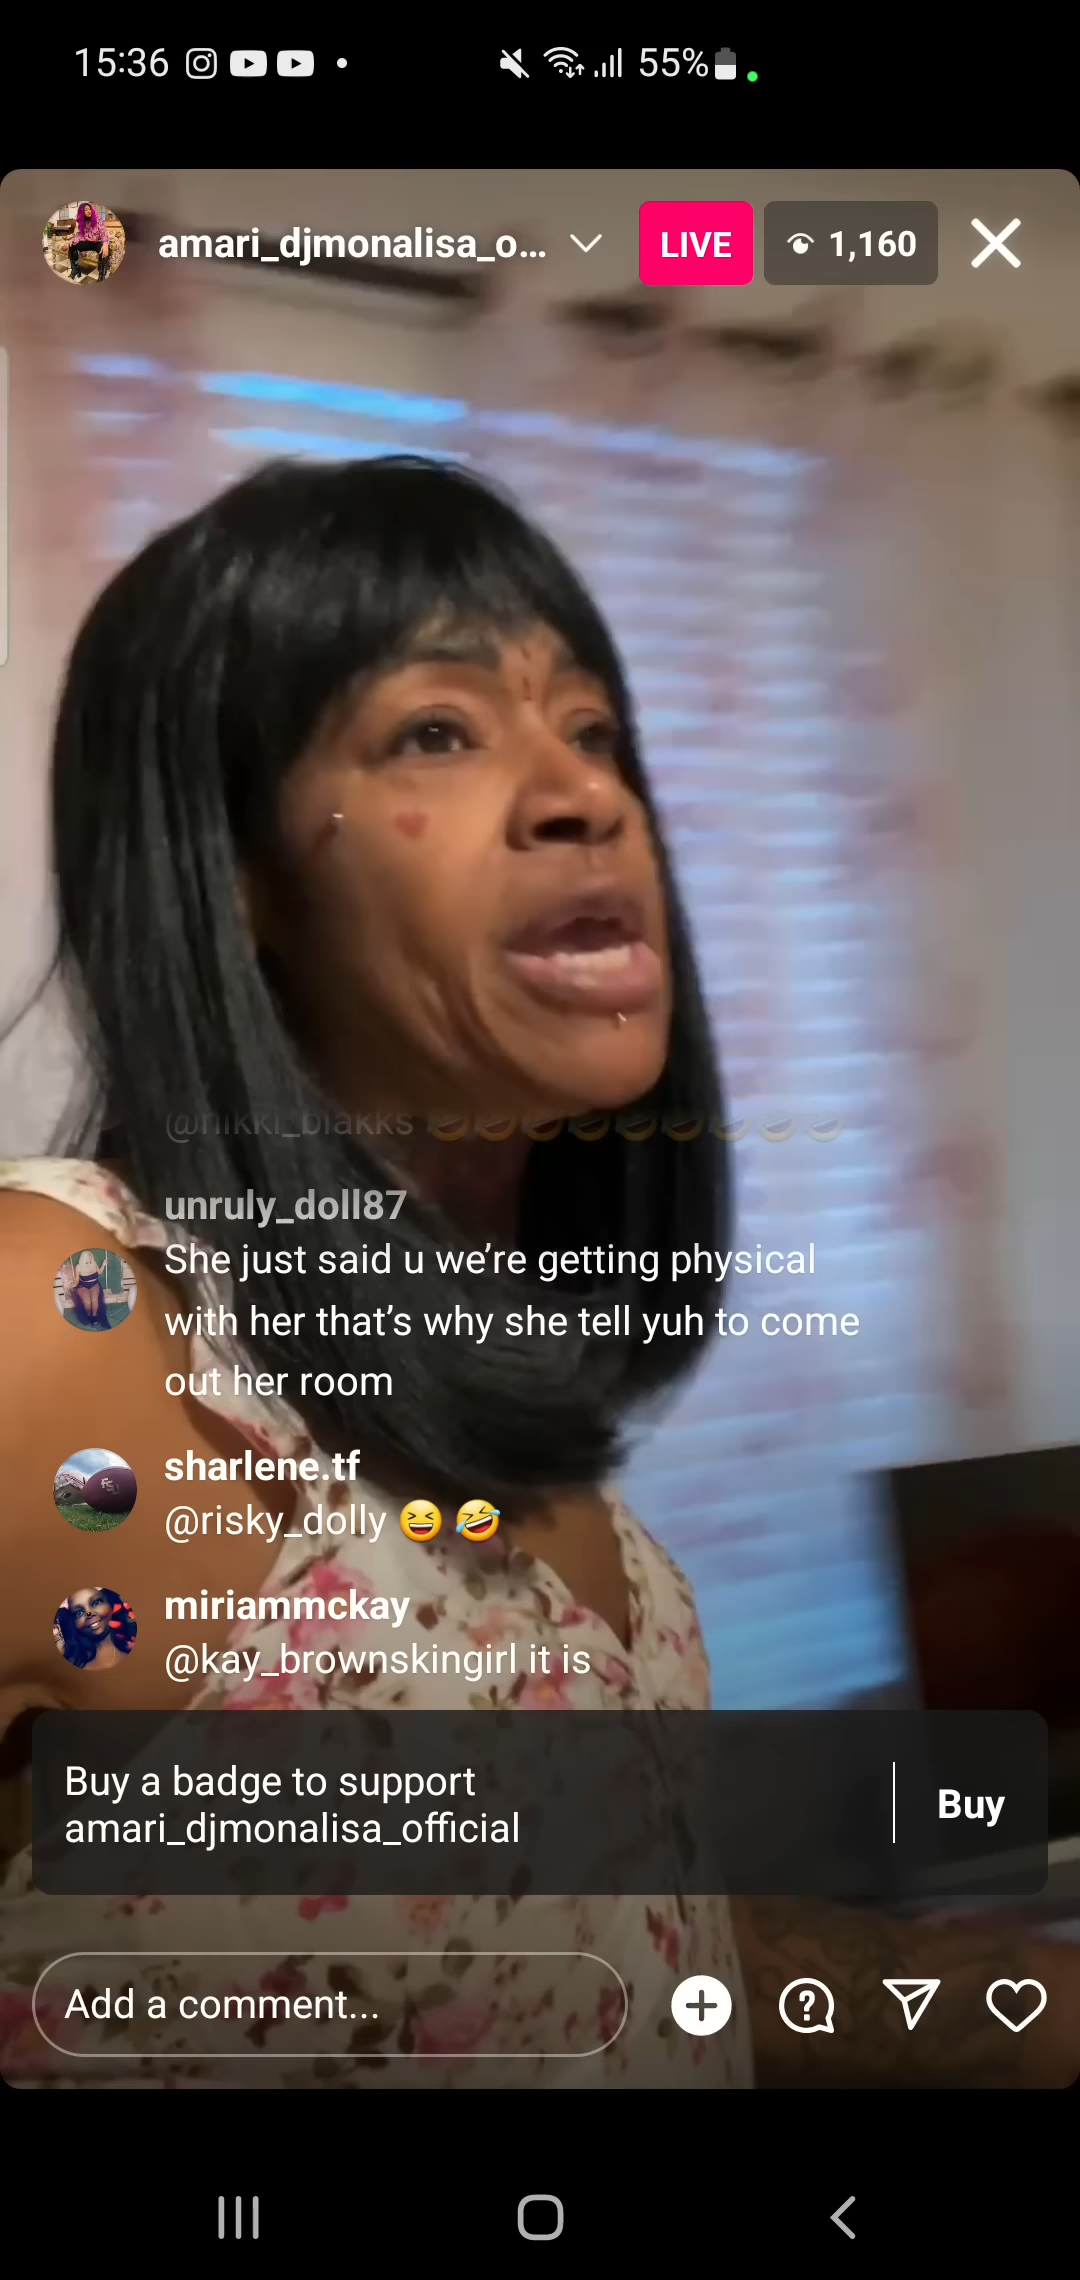 15:36 55%
amari_djmonalisa_o... LIVE 1,160
@nikki_blakks 🤣🤣🤣🤣🤣🤣🤣🤣🤣
unruly_doll87
She just said u we’re getting physical
with her that’s why she tell yuh to come
out her room
sharlene.tf
@risky_dolly 😆 🤣
miriammckay
@kay_brownskingirl it is
Buy a badge to support
amari_djmonalisa_official
Buy
Add a comment...